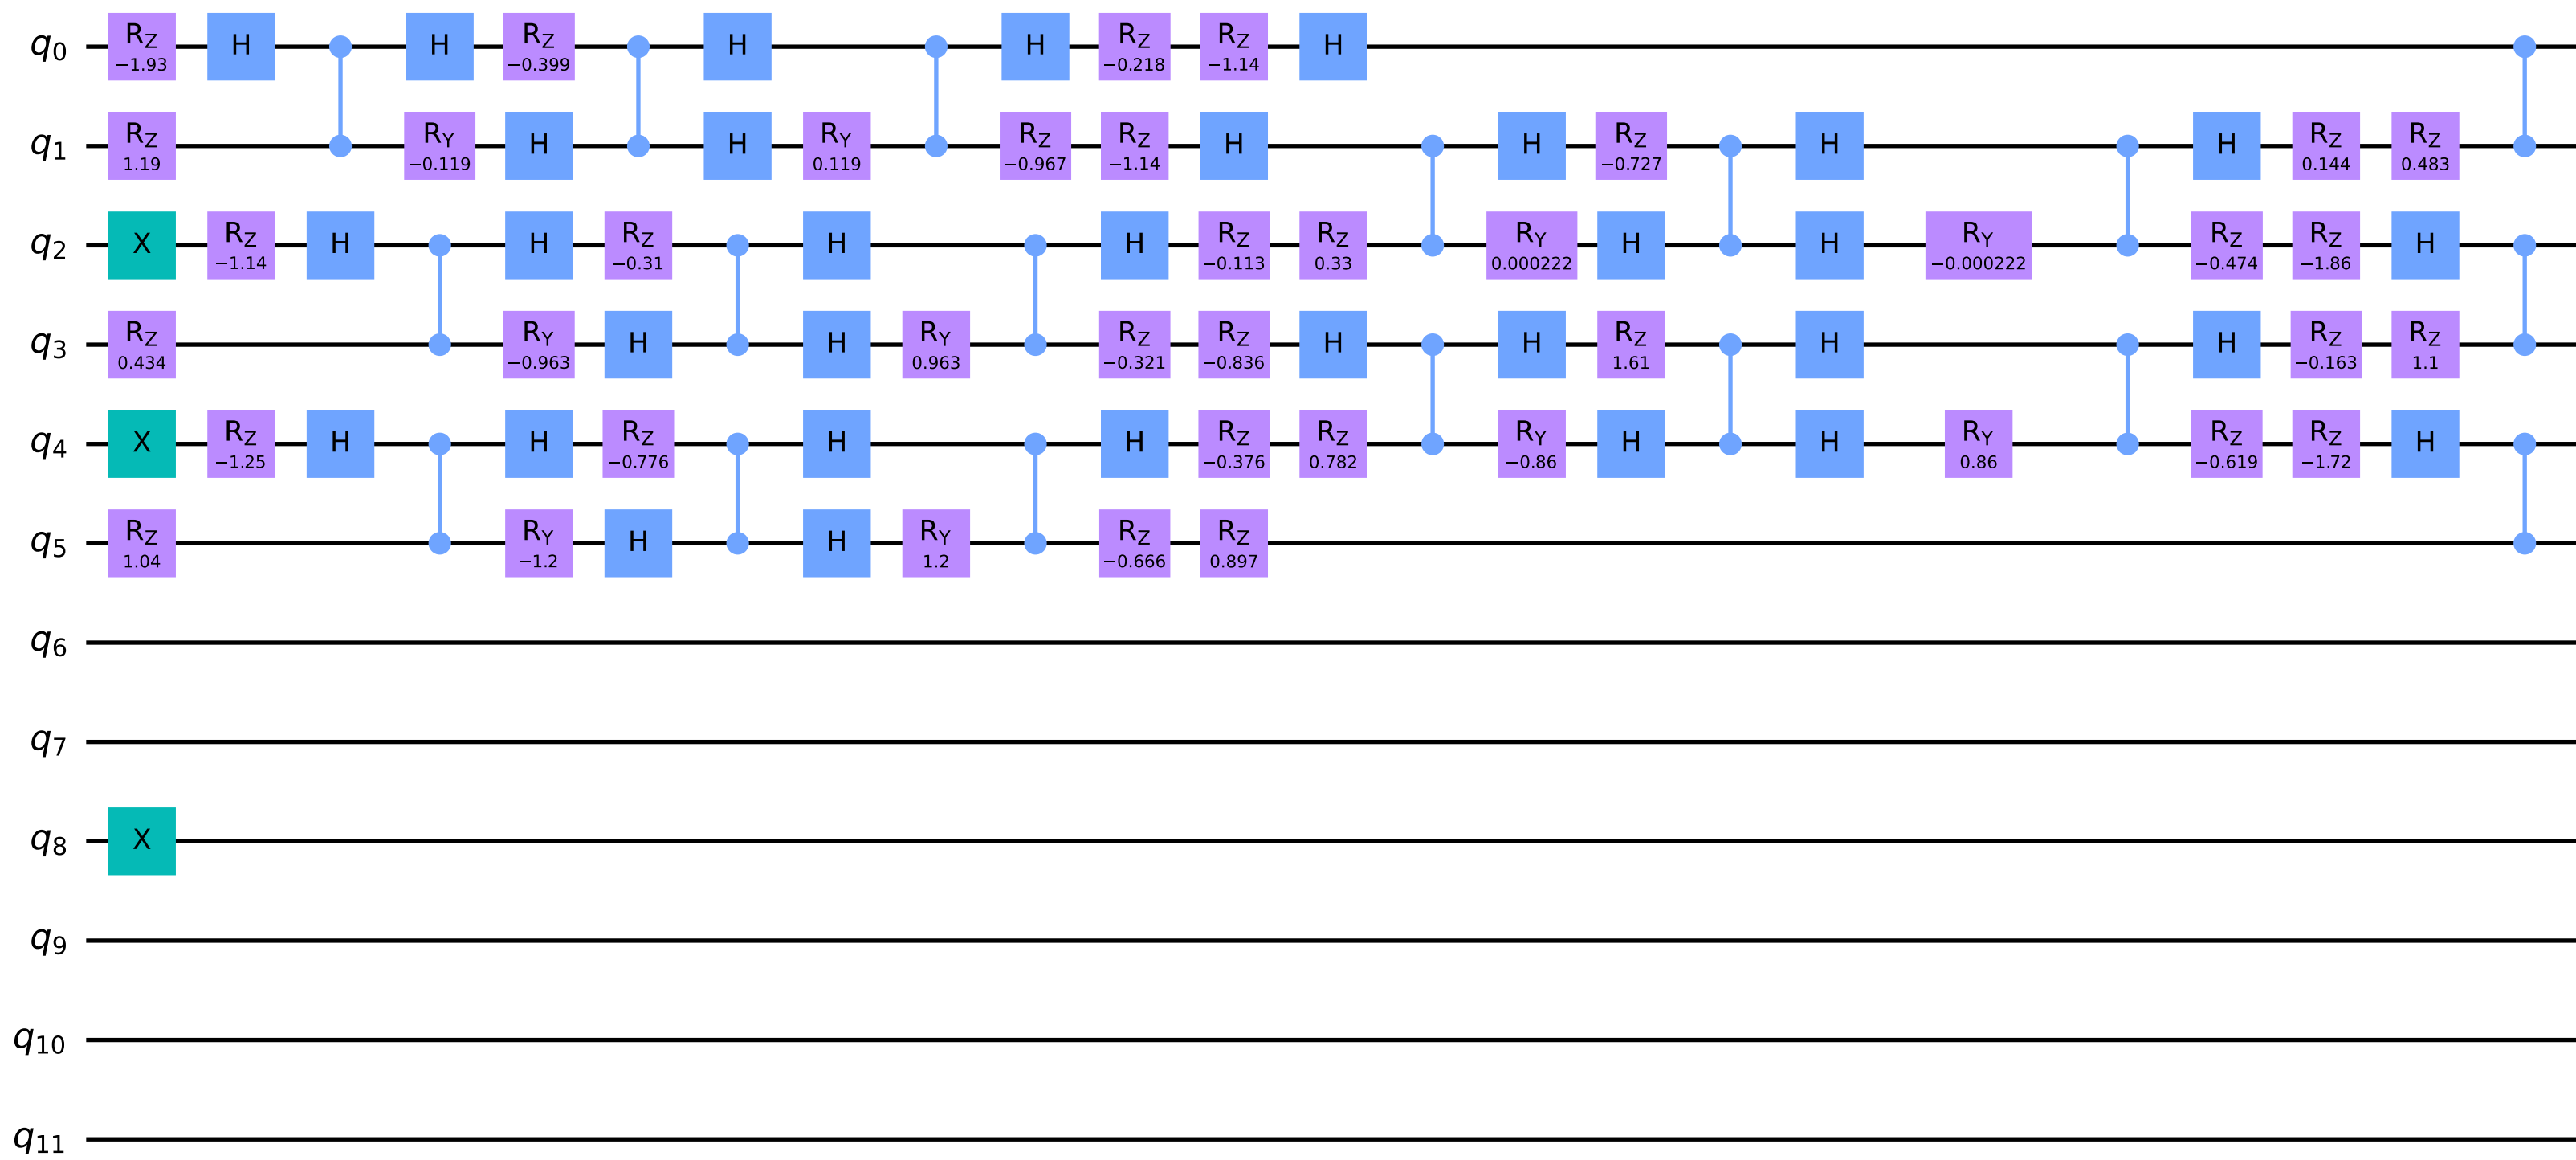 q0 RZ −1.93 H H RZ −0.399 H H RZ −0.218 RZ −1.14 H
q1 RZ 1.19 RY −0.119 H H RY 0.119 RZ −0.967 RZ −1.14 H H RZ −0.727 H H RZ 0.144 RZ 0.483
q2 X RZ −1.14 H H RZ −0.31 H H RZ −0.113 RZ 0.33 RY 0.000222 H H RY −0.000222 RZ −0.474 RZ −1.86 H
q3 RZ 0.434 RY −0.963 H H RY 0.963 RZ −0.321 RZ −0.836 H H RZ 1.61 H H RZ −0.163 RZ 1.1
q4 X RZ −1.25 H H RZ −0.776 H H RZ −0.376 RZ 0.782 RY −0.86 H H RY 0.86 RZ −0.619 RZ −1.72 H
q5 RZ 1.04 RY −1.2 H H RY 1.2 RZ −0.666 RZ 0.897
q6
q7
q8 X
q9
q10
q11